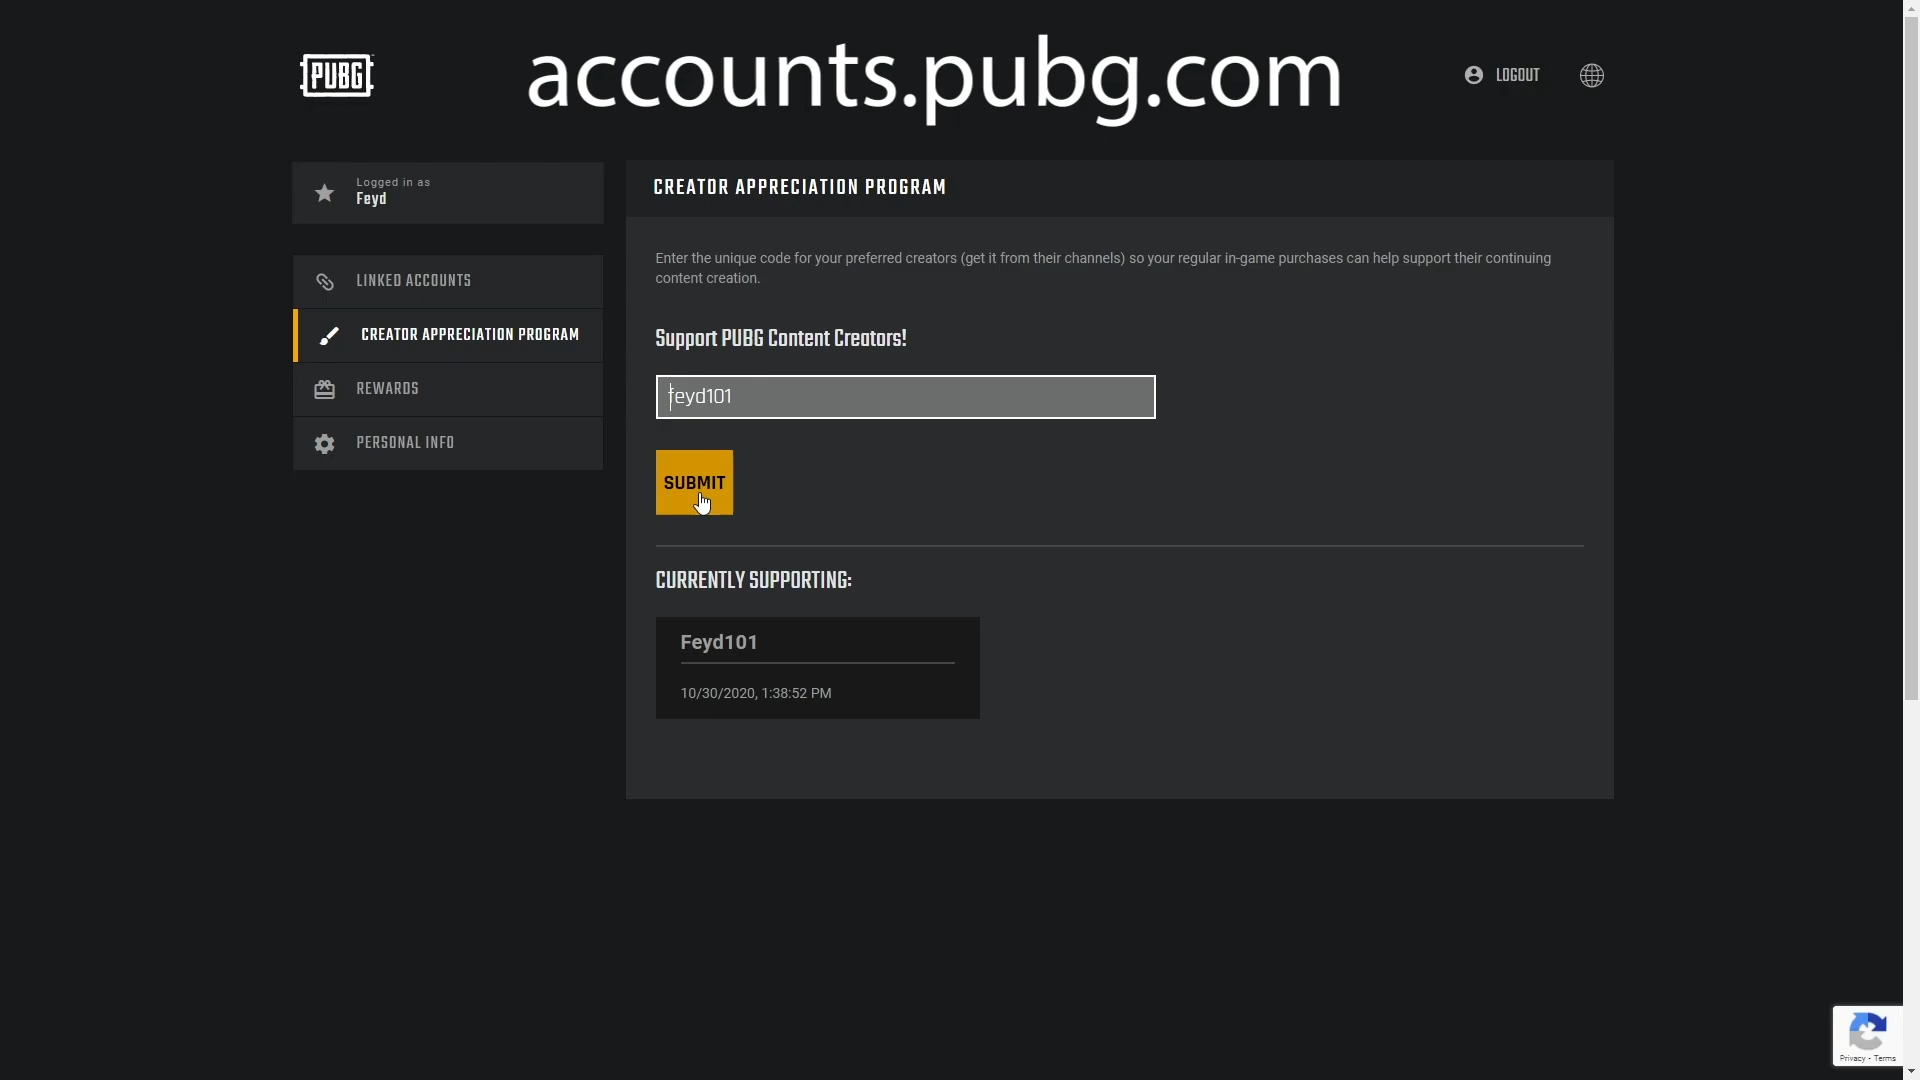 PUBG
accounts.pubg.com
LOGOUT
Logged in as
Feyd
LINKED ACCOUNTS
CREATOR APPRECIATION PROGRAM
REWARDS
PERSONAL INFO
CREATOR APPRECIATION PROGRAM
Enter the unique code for your preferred creators (get it from their channels) so your regular in-game purchases can help support their continuing
content creation.
Support PUBG Content Creators!
feyd101
SUBMIT
CURRENTLY SUPPORTING:
Feyd101
10/30/2020, 1:38:52 PM
Privacy - Terms